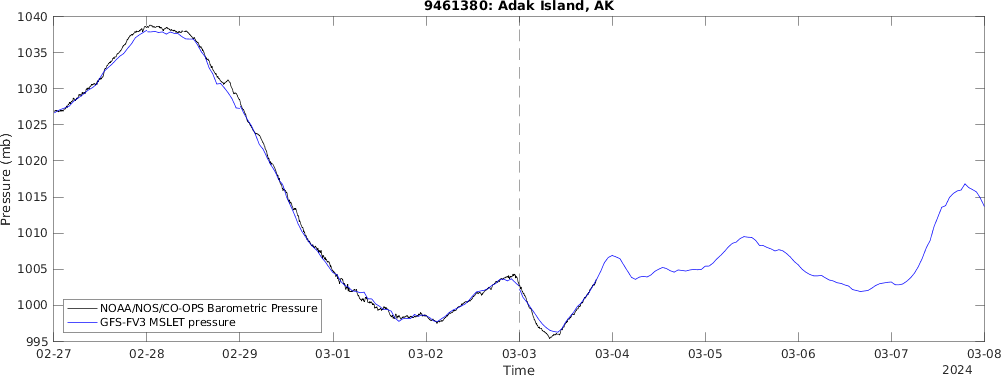 9461380: Adak Island, AK
1040
1035
1030
1025
1020
1015
1010
1005
1000
995
Pressure (mb)
NOAA/NOS/CO-OPS Barometric Pressure
GFS-FV3 MSLET pressure
02-27 02-28 02-29 03-01 03-02 03-03 03-04 03-05 03-06 03-07 03-08
Time
2024